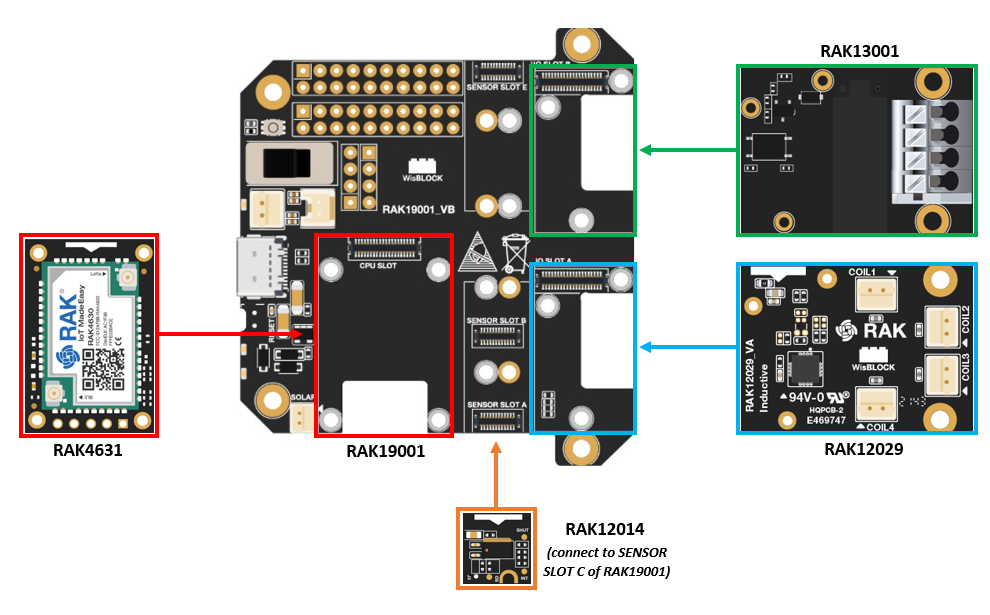 RAK13001
IO SLOT B
SENSOR SLOT E
WisBLOCK
RAK19001_VB
CPU SLOT
IO SLOT A
RESET
SENSOR SLOT B
SOLAR
SENSOR SLOT A
LoRa
RAK®
IoT Made Easy
RAK4630
BLE
RAK4631
RAK19001
COIL1
COIL2
RAK
WisBLOCK
COIL3
RAK12029_VA
Inductive
94V-0
HQPCB-2
E469747
2143
COIL4
RAK12029
RAK12014
(connect to SENSOR
SLOT C of RAK19001)
SHUT
INT